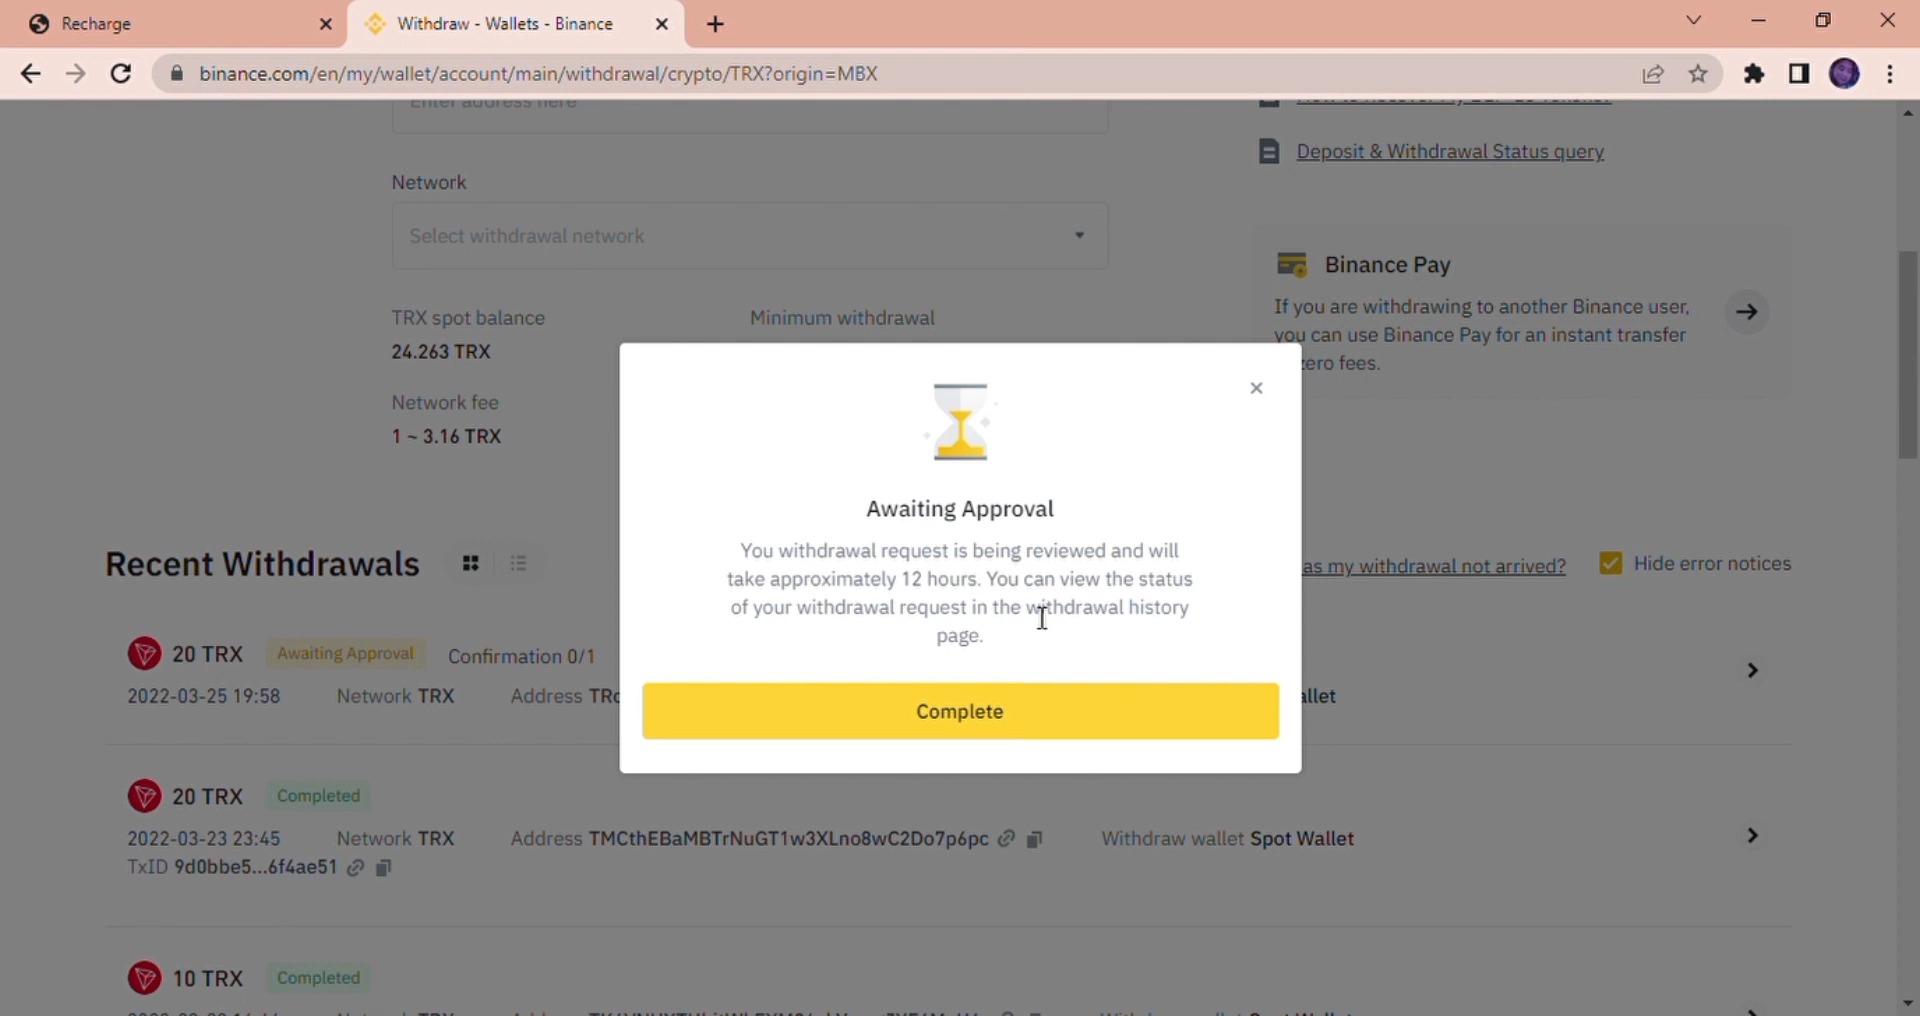 Recharge
Withdraw - Wallets - Binance
binance.com/en/my/wallet/account/main/withdrawal/crypto/TRX?origin=MBX
Enter address here
Deposit & Withdrawal Status query
Network
Select withdrawal network
Binance Pay
If you are withdrawing to another Binance user,
you can use Binance Pay for an instant transfer
zero fees.
TRX spot balance
Minimum withdrawal
24.263 TRX
Network fee
1 ~ 3.16 TRX
Awaiting Approval
You withdrawal request is being reviewed and will
take approximately 12 hours. You can view the status
of your withdrawal request in the withdrawal history
page.
Complete
Recent Withdrawals
as my withdrawal not arrived?
Hide error notices
20 TRX Awaiting Approval Confirmation 0/1
2022-03-25 19:58 Network TRX Address
20 TRX Completed
2022-03-23 23:45 Network TRX Address TMCthEBaMBTrNuGT1w3XLno8wC2Do7p6pc Withdraw wallet Spot Wallet
TxID 9d0bbe5...6f4ae51
10 TRX Completed